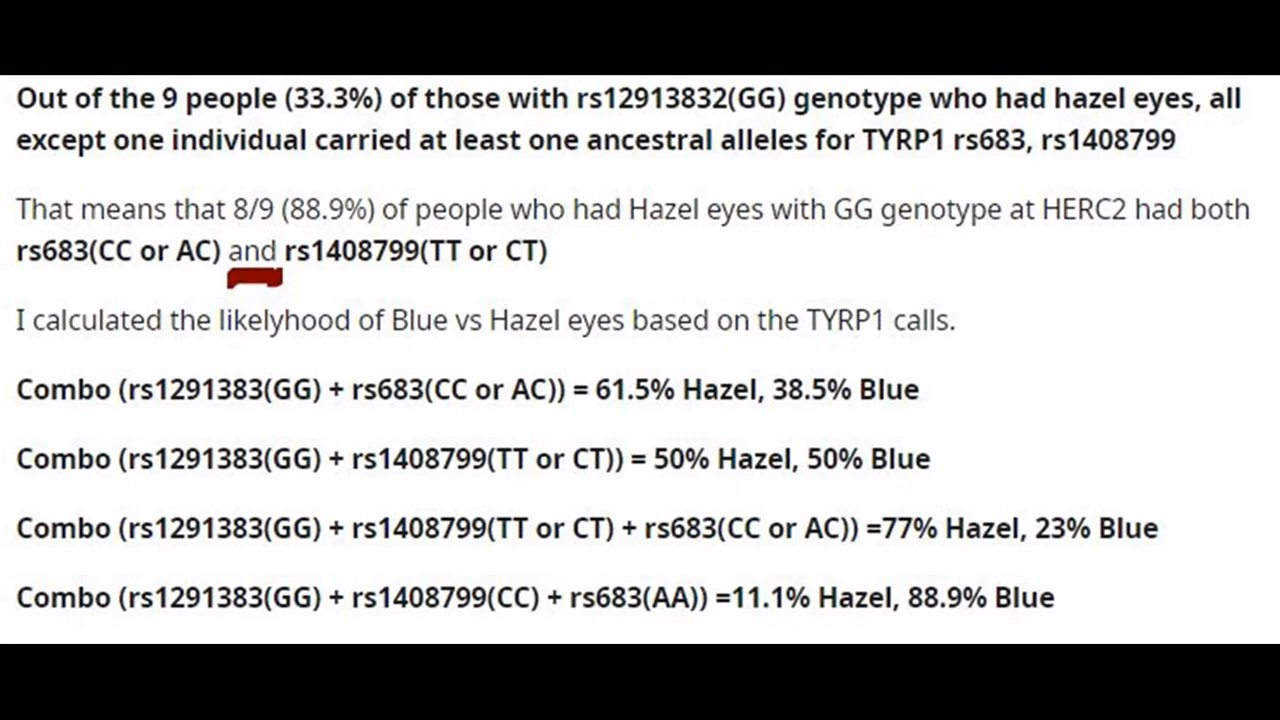 Out of the 9 people (33.3%) of those with rs12913832(GG) genotype who had hazel eyes, all
except one individual carried at least one ancestral alleles for TYRP1 rs683, rs1408799
That means that 8/9 (88.9%) of people who had Hazel eyes with GG genotype at HERC2 had both
rs683(CC or AC) and rs1408799(TT or CT)
I calculated the likelyhood of Blue vs Hazel eyes based on the TYRP1 calls.
Combo (rs1291383(GG) + rs683(CC or AC)) = 61.5% Hazel, 38.5% Blue
Combo (rs1291383(GG) + rs1408799(TT or CT)) = 50% Hazel, 50% Blue
Combo (rs1291383(GG) + rs1408799(TT or CT) + rs683(CC or AC)) =77% Hazel, 23% Blue
Combo (rs1291383(GG) + rs1408799(CC) + rs683(AA)) =11.1% Hazel, 88.9% Blue